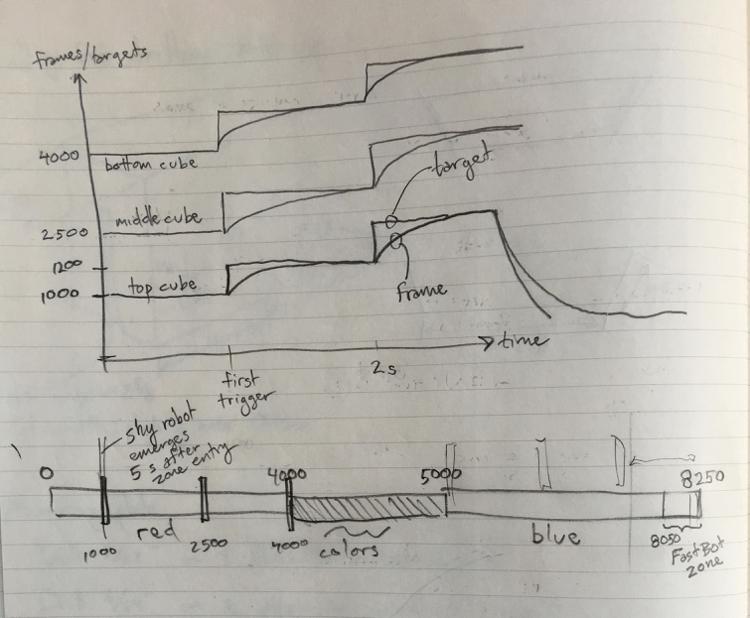 frames/targets
4000
bottom cube
target
middle cube
2500
1200
1000
top cube
frame
time
first
trigger
2s
shy robot
emerges
5 s after
zone entry
0
4000
5000
8250
1000
red
2500
4000
colors
blue
8050
FastBot
zone